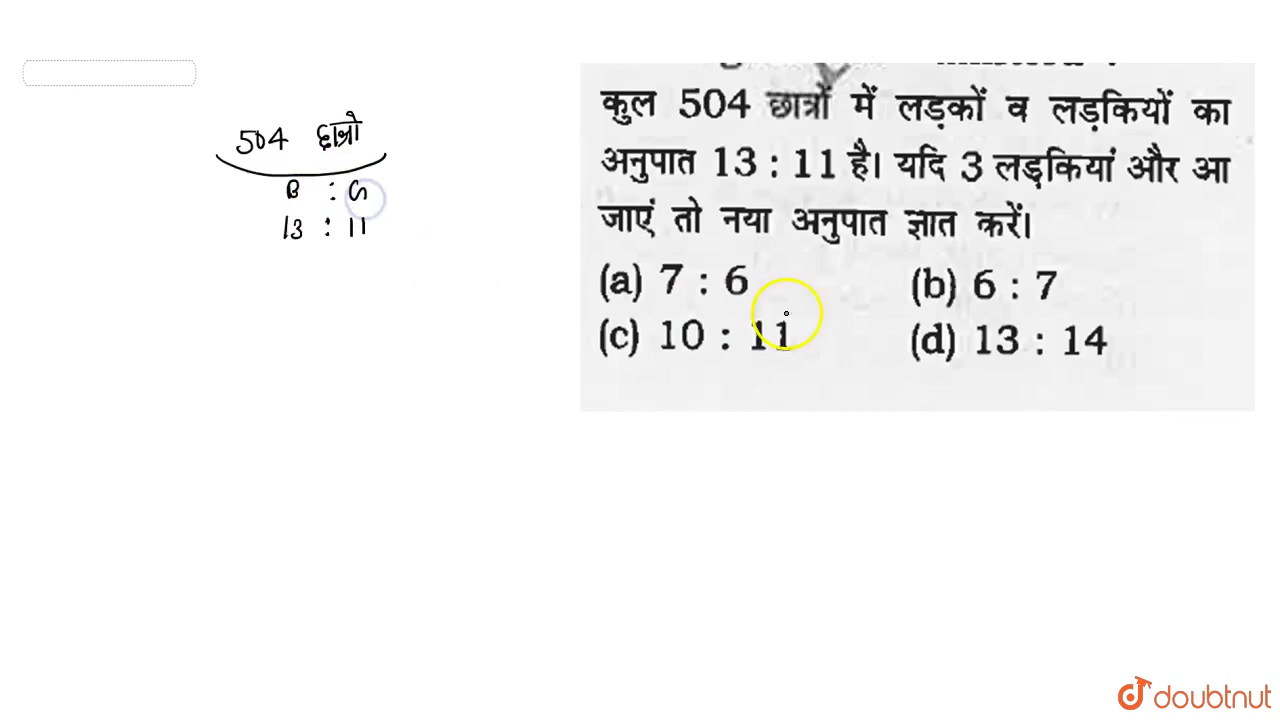 504 छात्रो
B : G
13 : 11
कुल 504 छात्रों में लड़कों व लड़कियों का
अनुपात 13 : 11 है। यदि 3 लड़कियां और आ
जाएं तो नया अनुपात ज्ञात करें।
(a) 7 : 6 (b) 6 : 7
(c) 10 : 11 (d) 13 : 14
doubtnut